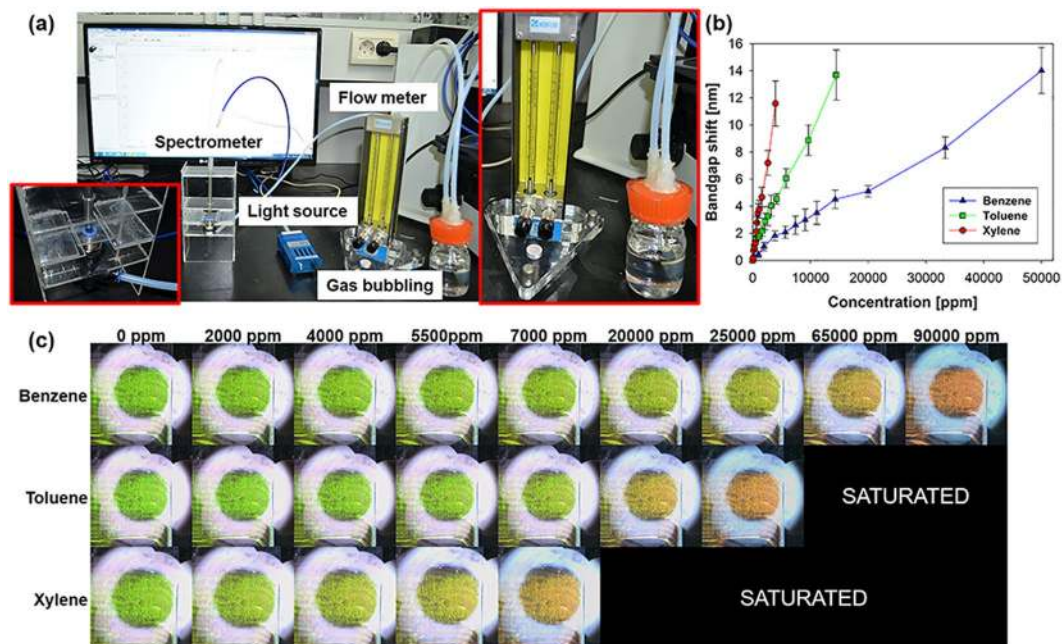 (a)
Spectrometer
Flow meter
Light source
Gas bubbling
(b)
Bandgap shift [nm]
16
14
12
10
8
6
4
2
0
0 10000 20000 30000 40000 50000
Concentration [ppm]
Benzene
Toluene
Xylene
(c)
0 ppm 2000 ppm 4000 ppm 5500ppm 7000 ppm 20000 ppm 25000 ppm 65000 ppm 90000 ppm
Benzene
Toluene
SATURATED
Xylene
SATURATED